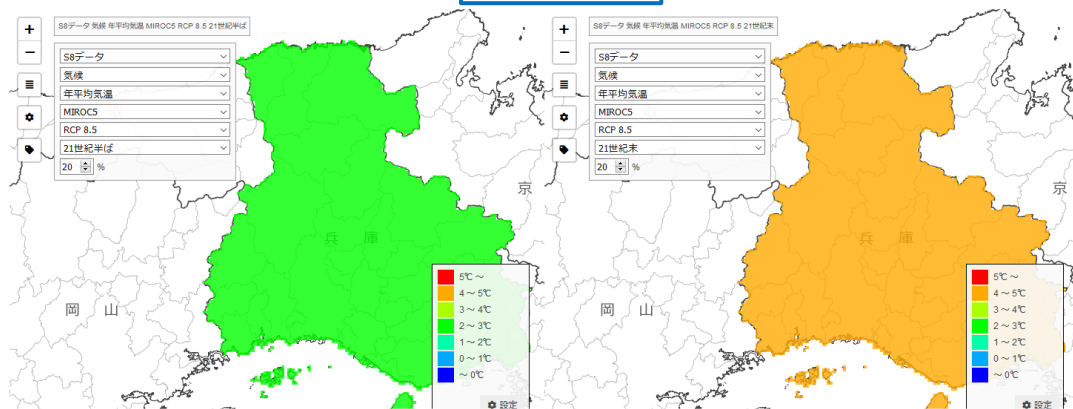 +
−
S8データ 気候 年平均気温 MIROC5 RCP 8.5 21世紀半ば
S8データ
気候
年平均気温
MIROC5
RCP 8.5
21世紀半ば
20 %
京
兵 庫
岡 山
5℃ ～
4 ～ 5℃
3 ～ 4℃
2 ～ 3℃
1 ～ 2℃
0 ～ 1℃
～ 0℃
設定
+
−
S8データ 気候 年平均気温 MIROC5 RCP 8.5 21世紀末
S8データ
気候
年平均気温
MIROC5
RCP 8.5
21世紀末
20 %
京
兵 庫
岡 山
5℃ ～
4 ～ 5℃
3 ～ 4℃
2 ～ 3℃
1 ～ 2℃
0 ～ 1℃
～ 0℃
設定